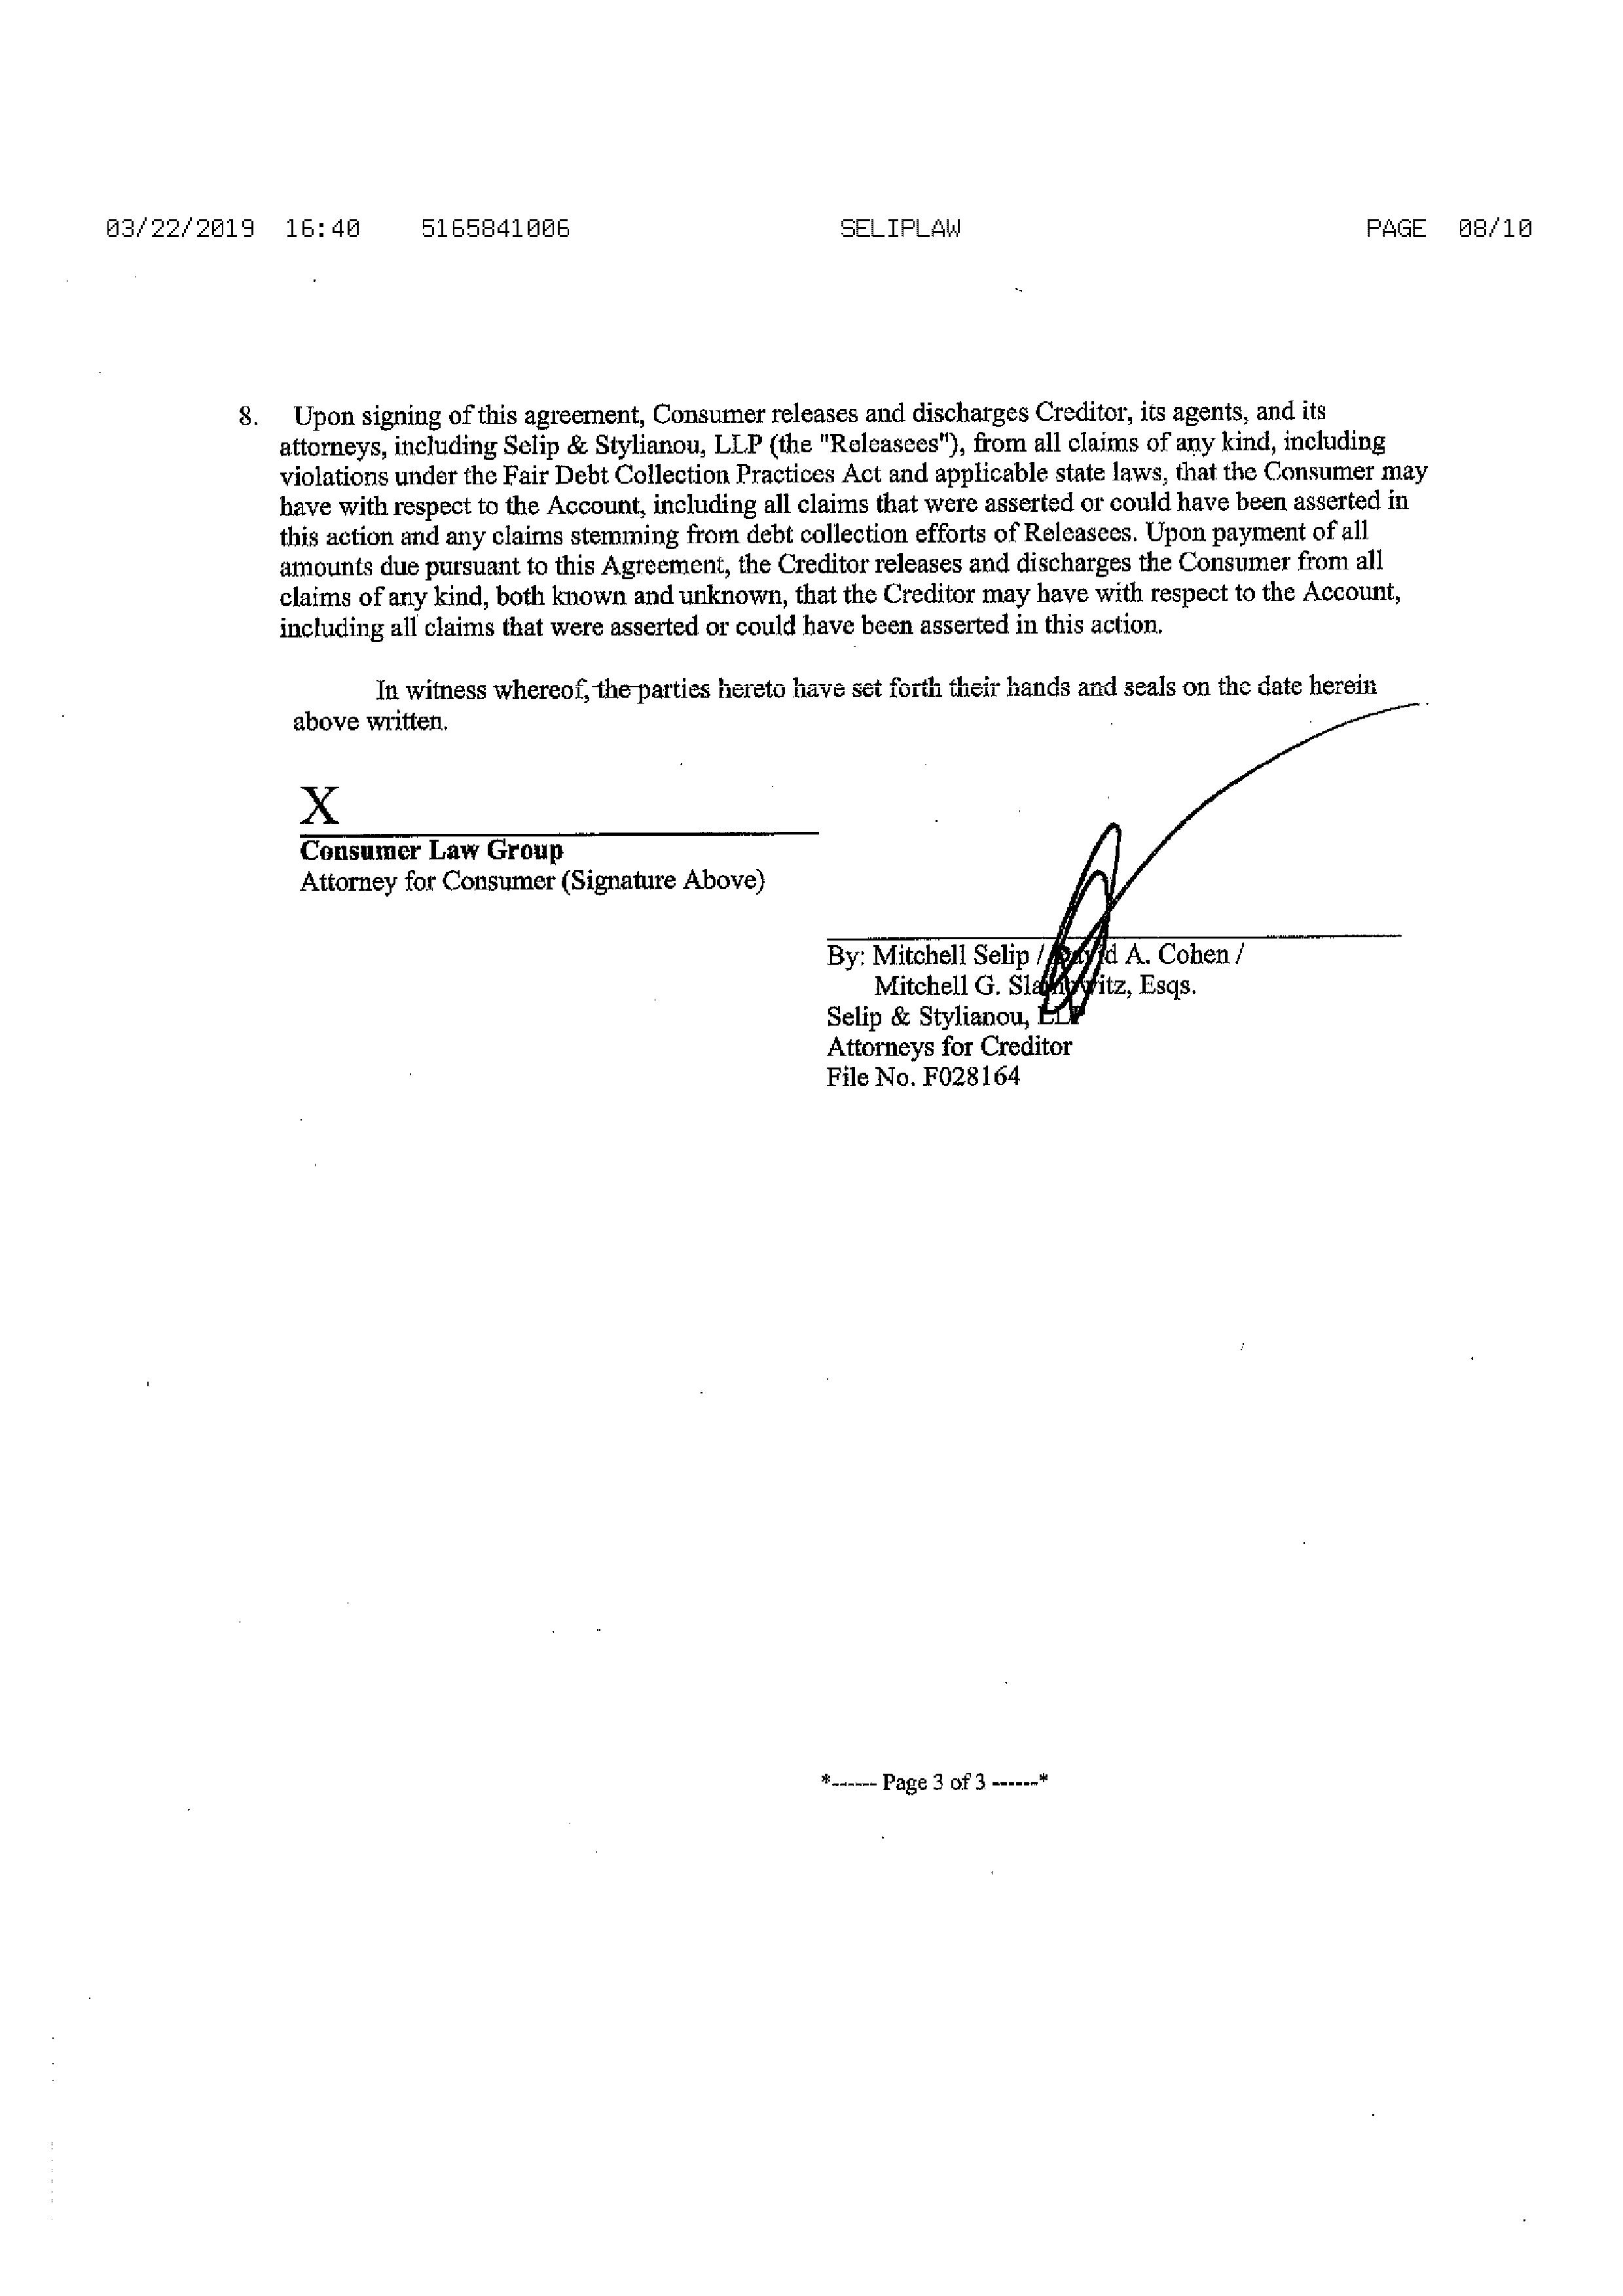 03/22/2019 16:40 5165841006 SELIPLAW PAGE 08/10
8. Upon signing of this agreement, Consumer releases and discharges Creditor, its agents, and its
attorneys, including Selip & Stylianou, LLP (the "Releasees"), from all claims of any kind, including
violations under the Fair Debt Collection Practices Act and applicable state laws, that the Consumer may
have with respect to the Account, including all claims that were asserted or could have been asserted in
this action and any claims stemming from debt collection efforts of Releasees. Upon payment of all
amounts due pursuant to this Agreement, the Creditor releases and discharges the Consumer from all
claims of any kind, both known and unknown, that the Creditor may have with respect to the Account,
including all claims that were asserted or could have been asserted in this action.
In witness whereof, the parties hereto have set forth their hands and seals on the date herein
above written.
X
Consumer Law Group
Attorney for Consumer (Signature Above)
By: Mitchell Selip / David A. Cohen /
Mitchell G. Esqs.
Selip & Stylianou, LLP
Attorneys for Creditor
File No. F028164
*------ Page 3 of 3 ------*